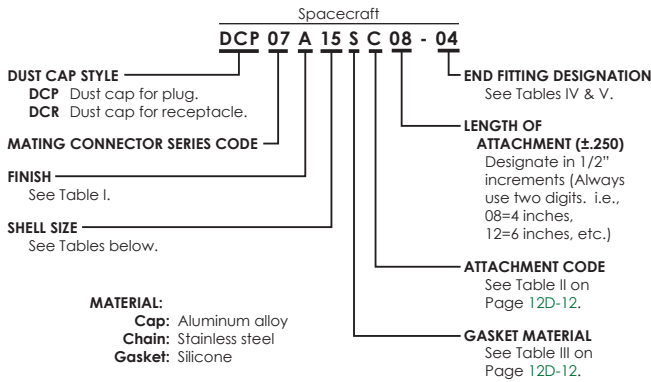 Spacecraft
DCP 07 A 15 S C 08 - 04
DUST CAP STYLE
DCP Dust cap for plug.
DCR Dust cap for receptacle.
MATING CONNECTOR SERIES CODE
FINISH
See Table I.
SHELL SIZE
See Tables below.
MATERIAL:
Cap: Aluminum alloy
Chain: Stainless steel
Gasket: Silicone
END FITTING DESIGNATION
See Tables IV & V.
LENGTH OF
ATTACHMENT (±.250)
Designate in 1/2"
increments (Always
use two digits. i.e.,
08=4 inches,
12=6 inches, etc.)
ATTACHMENT CODE
See Table II on
Page 12D-12.
GASKET MATERIAL
See Table III on
Page 12D-12.